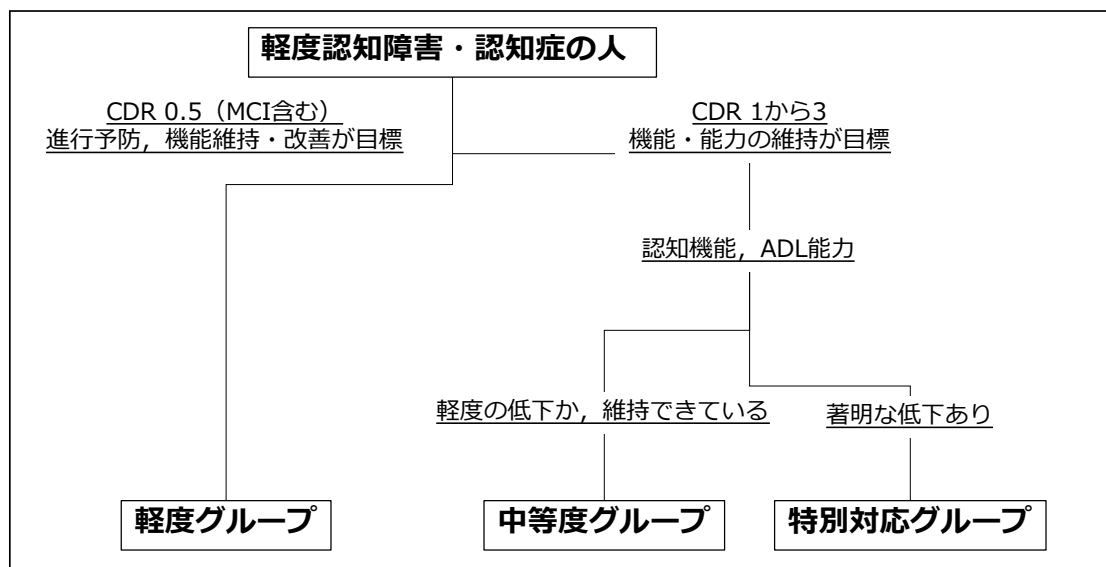 軽度認知障害・認知症の人
CDR 0.5（MCI含む）
進行予防，機能維持・改善が目標
CDR 1から3
機能・能力の維持が目標
認知機能，ADL能力
軽度の低下か，維持できている
著明な低下あり
軽度グループ
中等度グループ
特別対応グループ